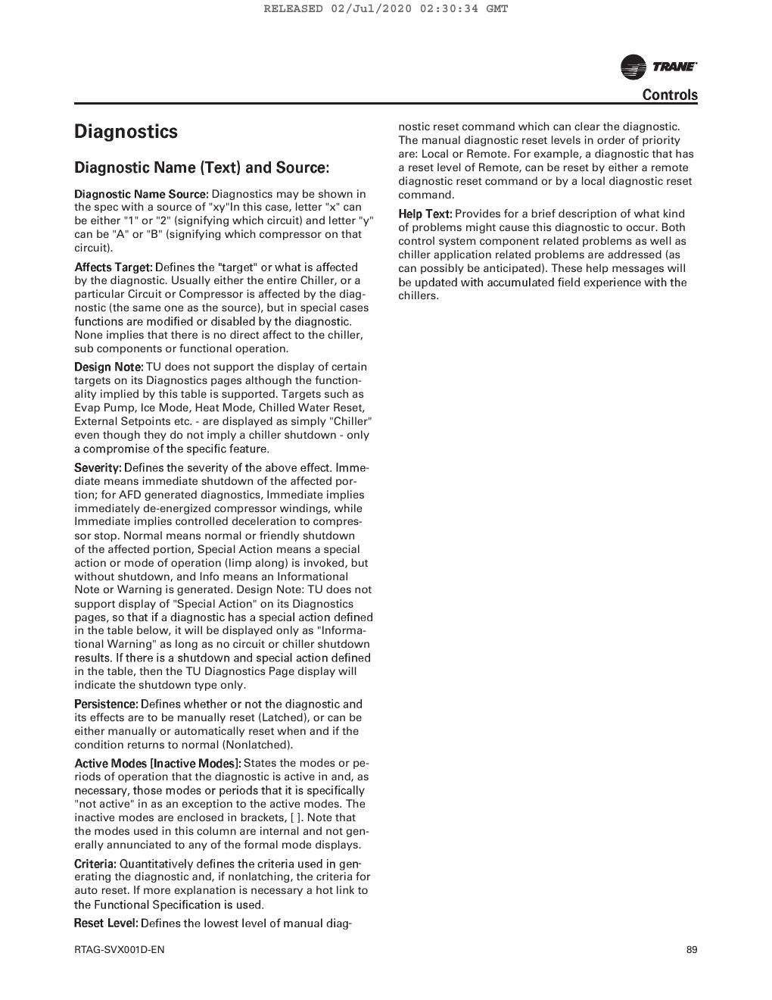 RELEASED 02/Jul/2020 02:30:34 GMT
TRANE
Controls
Diagnostics
Diagnostic Name (Text) and Source:
Diagnostic Name Source: Diagnostics may be shown in
the spec with a source of "xy"In this case, letter "x" can
be either "1" or "2" (signifying which circuit) and letter "y"
can be "A" or "B" (signifying which compressor on that
circuit).
Affects Target: Defines the "target" or what is affected
by the diagnostic. Usually either the entire Chiller, or a
particular Circuit or Compressor is affected by the diag-
nostic (the same one as the source), but in special cases
functions are modified or disabled by the diagnostic.
None implies that there is no direct affect to the chiller,
sub components or functional operation.
Design Note: TU does not support the display of certain
targets on its Diagnostics pages although the function-
ality implied by this table is supported. Targets such as
Evap Pump, Ice Mode, Heat Mode, Chilled Water Reset,
External Setpoints etc. - are displayed as simply "Chiller"
even though they do not imply a chiller shutdown - only
a compromise of the specific feature.
Severity: Defines the severity of the above effect. Imme-
diate means immediate shutdown of the affected por-
tion; for AFD generated diagnostics, Immediate implies
immediately de-energized compressor windings, while
Immediate implies controlled deceleration to compres-
sor stop. Normal means normal or friendly shutdown
of the affected portion, Special Action means a special
action or mode of operation (limp along) is invoked, but
without shutdown, and Info means an Informational
Note or Warning is generated. Design Note: TU does not
support display of "Special Action" on its Diagnostics
pages, so that if a diagnostic has a special action defined
in the table below, it will be displayed only as "Informa-
tional Warning" as long as no circuit or chiller shutdown
results. If there is a shutdown and special action defined
in the table, then the TU Diagnostics Page display will
indicate the shutdown type only.
Persistence: Defines whether or not the diagnostic and
its effects are to be manually reset (Latched), or can be
either manually or automatically reset when and if the
condition returns to normal (Nonlatched).
Active Modes [Inactive Modes]: States the modes or pe-
riods of operation that the diagnostic is active in and, as
necessary, those modes or periods that it is specifically
"not active" in as an exception to the active modes. The
inactive modes are enclosed in brackets, [ ]. Note that
the modes used in this column are internal and not gen-
erally annunciated to any of the formal mode displays.
Criteria: Quantitatively defines the criteria used in gen-
erating the diagnostic and, if nonlatching, the criteria for
auto reset. If more explanation is necessary a hot link to
the Functional Specification is used.
Reset Level: Defines the lowest level of manual diag-
nostic reset command which can clear the diagnostic.
The manual diagnostic reset levels in order of priority
are: Local or Remote. For example, a diagnostic that has
a reset level of Remote, can be reset by either a remote
diagnostic reset command or by a local diagnostic reset
command.
Help Text: Provides for a brief description of what kind
of problems might cause this diagnostic to occur. Both
control system component related problems as well as
chiller application related problems are addressed (as
can possibly be anticipated). These help messages will
be updated with accumulated field experience with the
chillers.
RTAG-SVX001D-EN
89